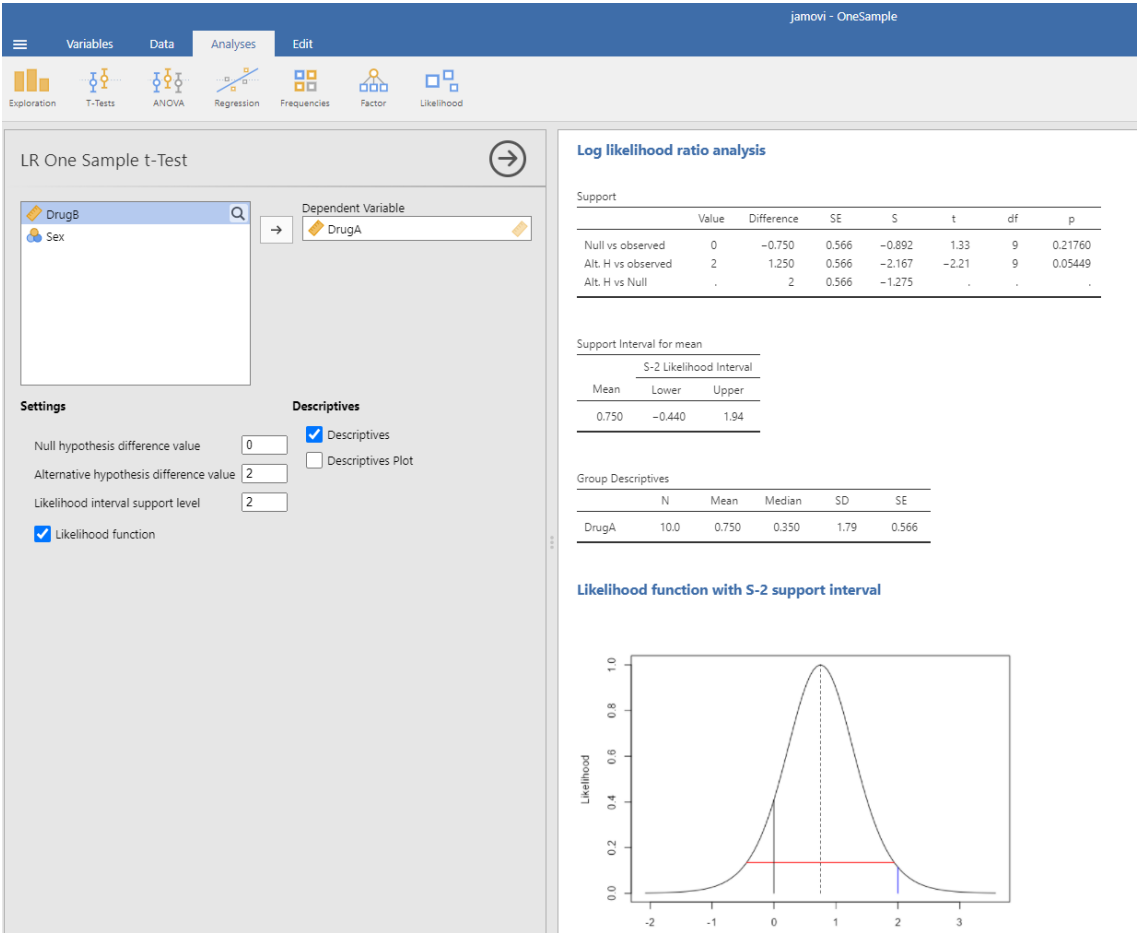 jamovi - OneSample
Variables Data Analyses Edit
Exploration T-Tests ANOVA Regression Frequencies Factor Likelihood
LR One Sample t-Test
DrugB
Sex
Dependent Variable
DrugA
Settings
Null hypothesis difference value 0
Alternative hypothesis difference value 2
Likelihood interval support level 2
Likelihood function
Descriptives
Descriptives
Descriptives Plot
Log likelihood ratio analysis
Support
Value Difference SE S t df p
Null vs observed 0 −0.750 0.566 −0.892 1.33 9 0.21760
Alt. H vs observed 2 1.250 0.566 −2.167 −2.21 9 0.05449
Alt. H vs Null . 2 0.566 −1.275 . . .
Support Interval for mean
S-2 Likelihood Interval
Mean Lower Upper
0.750 −0.440 1.94
Group Descriptives
N Mean Median SD SE
DrugA 10.0 0.750 0.350 1.79 0.566
Likelihood function with S-2 support interval
Likelihood
1.0
0.8
0.6
0.4
0.2
0.0
-2 -1 0 1 2 3